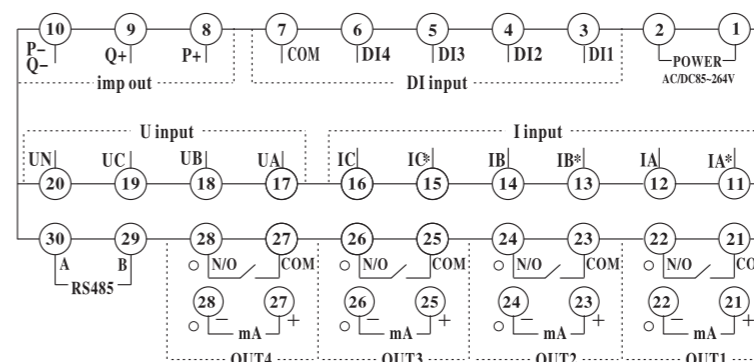 10 9 8 7 6 5 4 3 2 1
P− Q− Q+ P+ COM DI4 DI3 DI2 DI1 POWER
imp out DI input AC/DC85~264V
U input I input
UN UC UB UA IC IC* IB IB* IA IA*
20 19 18 17 16 15 14 13 12 11
30 29 28 27 26 25 24 23 22 21
A B N/O COM N/O COM N/O COM N/O
RS485
28 27 26 25 24 23 22 21
− mA + − mA + − mA + − mA +
OUT4 OUT3 OUT2 OUT1